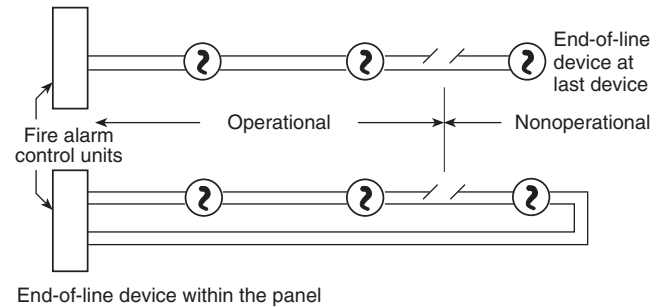 End-of-line
device at
last device
Operational
Nonoperational
Fire alarm
control units
End-of-line device within the panel